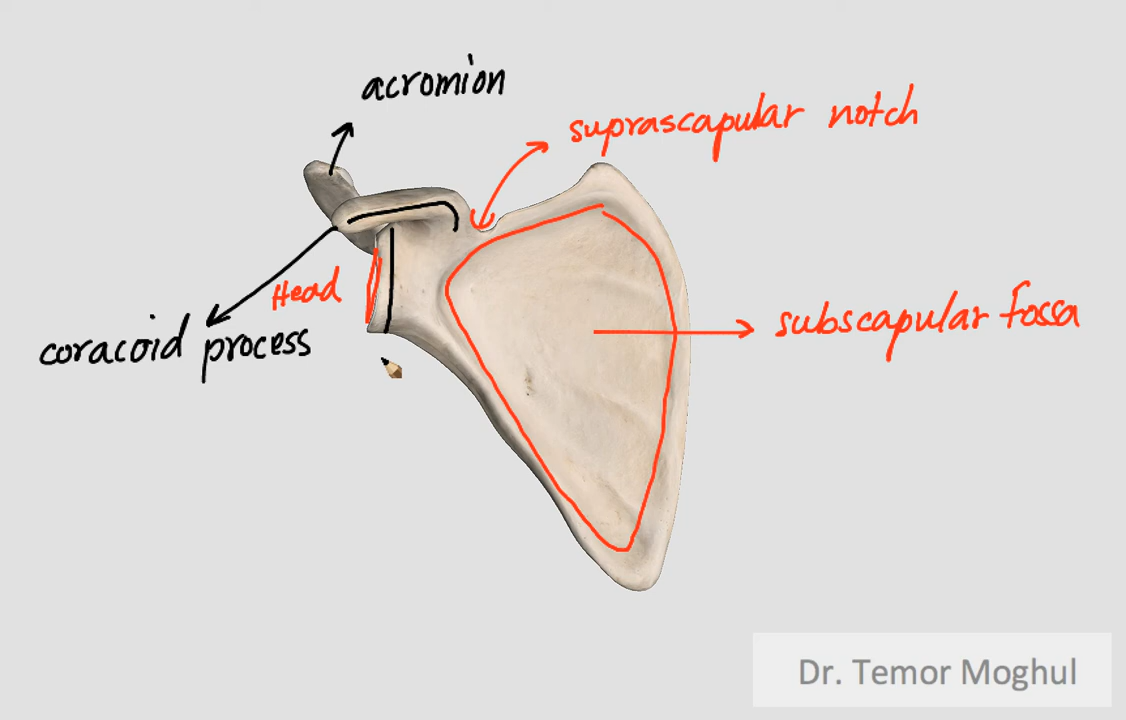 acromion
suprascapular notch
Head
subscapular fossa
coracoid process
Dr. Temor Moghul